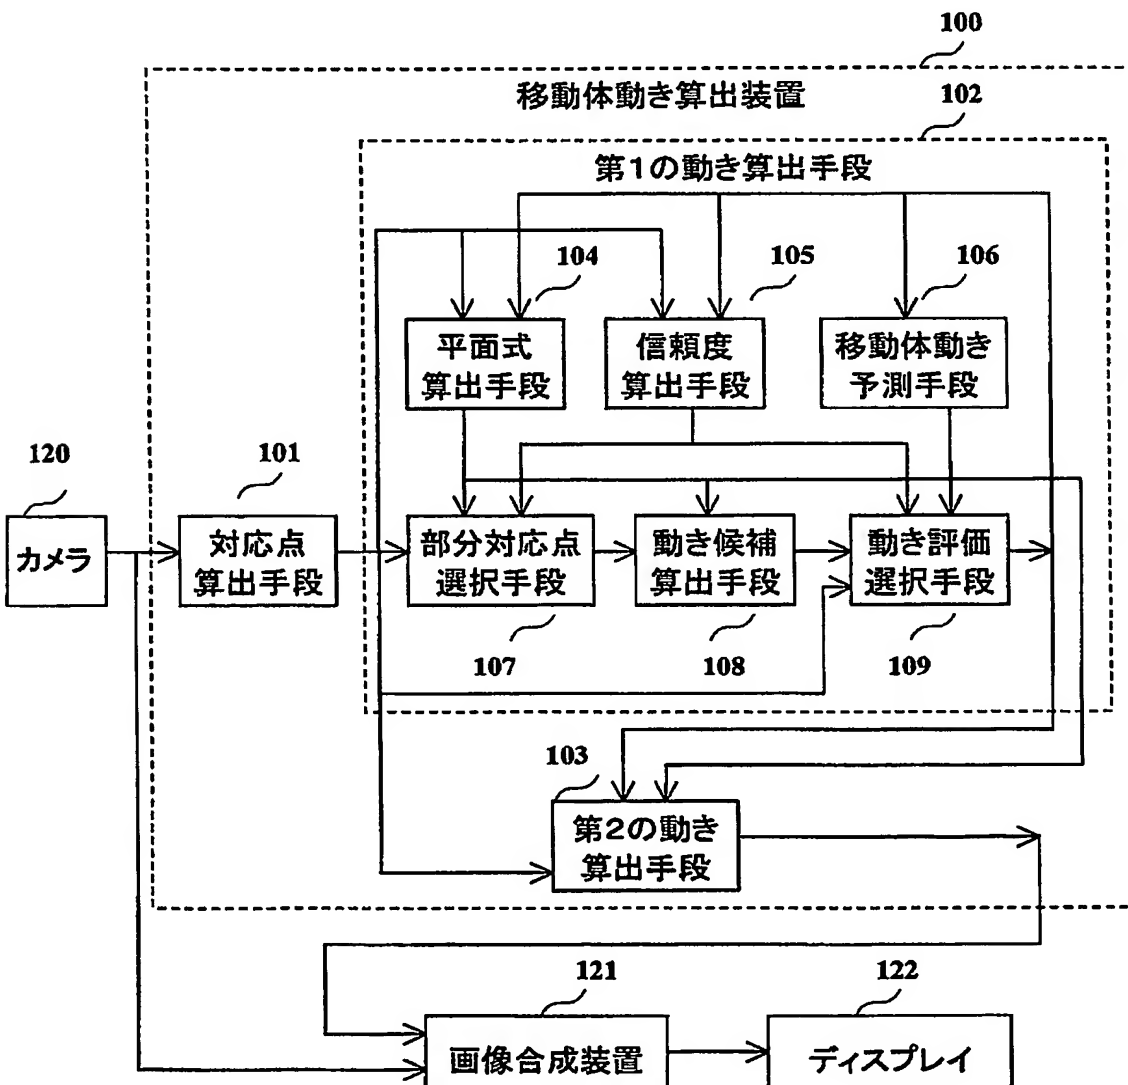 100
移動体動き算出装置
102
第1の動き算出手段
104
105
106
平面式
算出手段
信頼度
算出手段
移動体動き
予測手段
120
101
カメラ
対応点
算出手段
部分対応点
選択手段
動き候補
算出手段
動き評価
選択手段
107
108
109
103
第2の動き
算出手段
121
122
画像合成装置
ディスプレイ